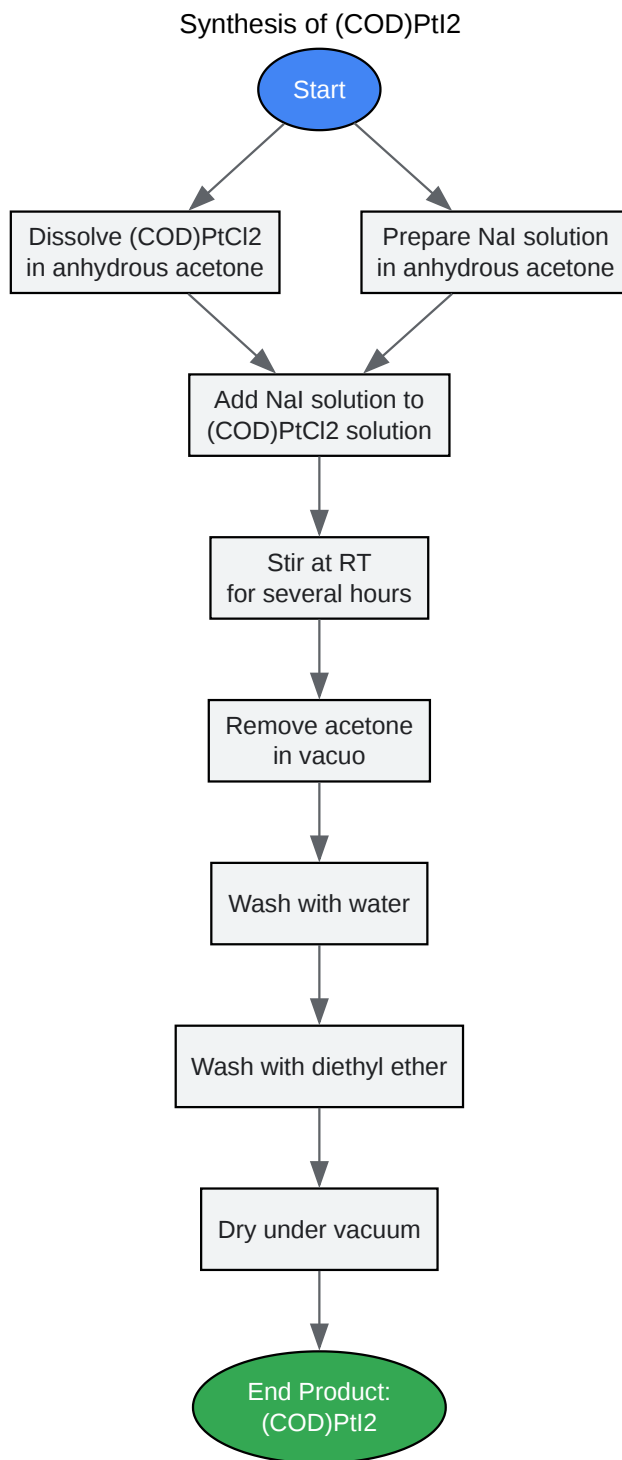 Synthesis of (COD)PtI2
Start
Dissolve (COD)PtCl2
in anhydrous acetone
Prepare NaI solution
in anhydrous acetone
Add NaI solution to
(COD)PtCl2 solution
Stir at RT
for several hours
Remove acetone
in vacuo
Wash with water
Wash with diethyl ether
Dry under vacuum
End Product:
(COD)PtI2